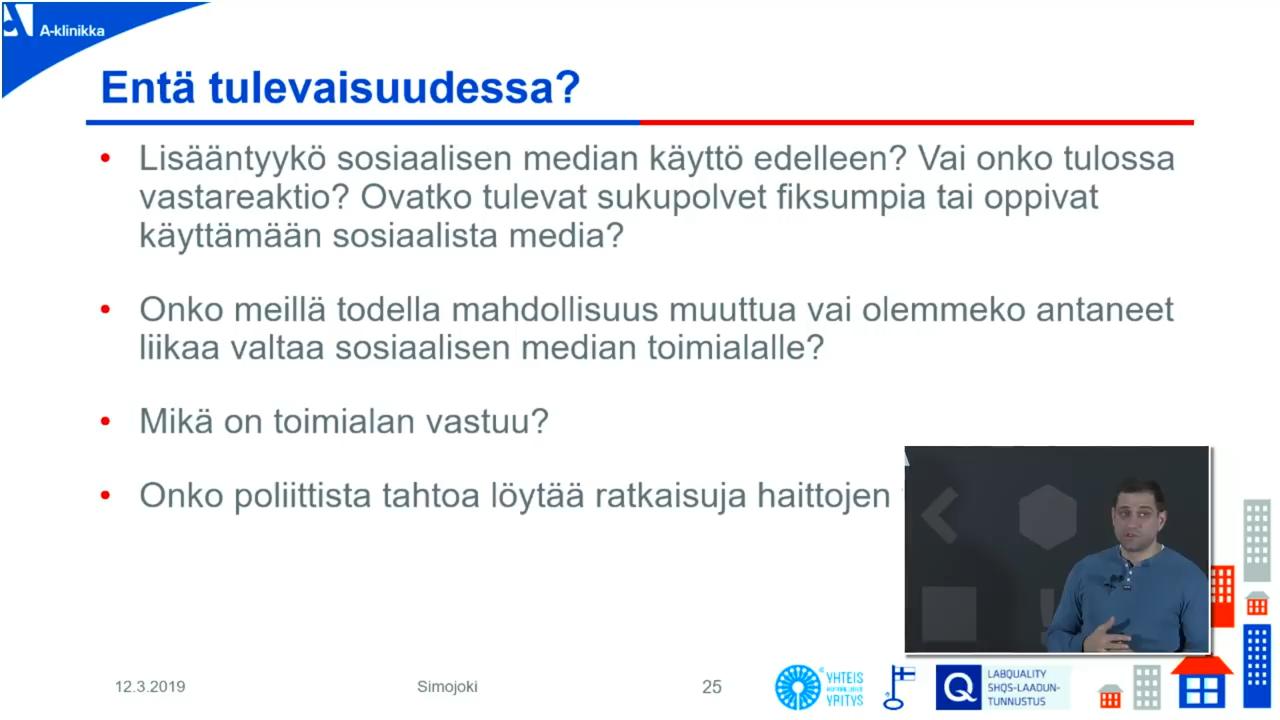 A-klinikka
Entä tulevaisuudessa?
• Lisääntyykö sosiaalisen median käyttö edelleen? Vai onko tulossa
vastareaktio? Ovatko tulevat sukupolvet fiksumpia tai oppivat
käyttämään sosiaalista media?
• Onko meillä todella mahdollisuus muuttua vai olemmeko antaneet
liikaa valtaa sosiaalisen median toimialalle?
• Mikä on toimialan vastuu?
• Onko poliittista tahtoa löytää ratkaisuja haittojen
12.3.2019
Simojoki
25
YHTEIS
YRITYS
Q
LABQUALITY
SHQS-LAADUN-
TUNNUSTUS